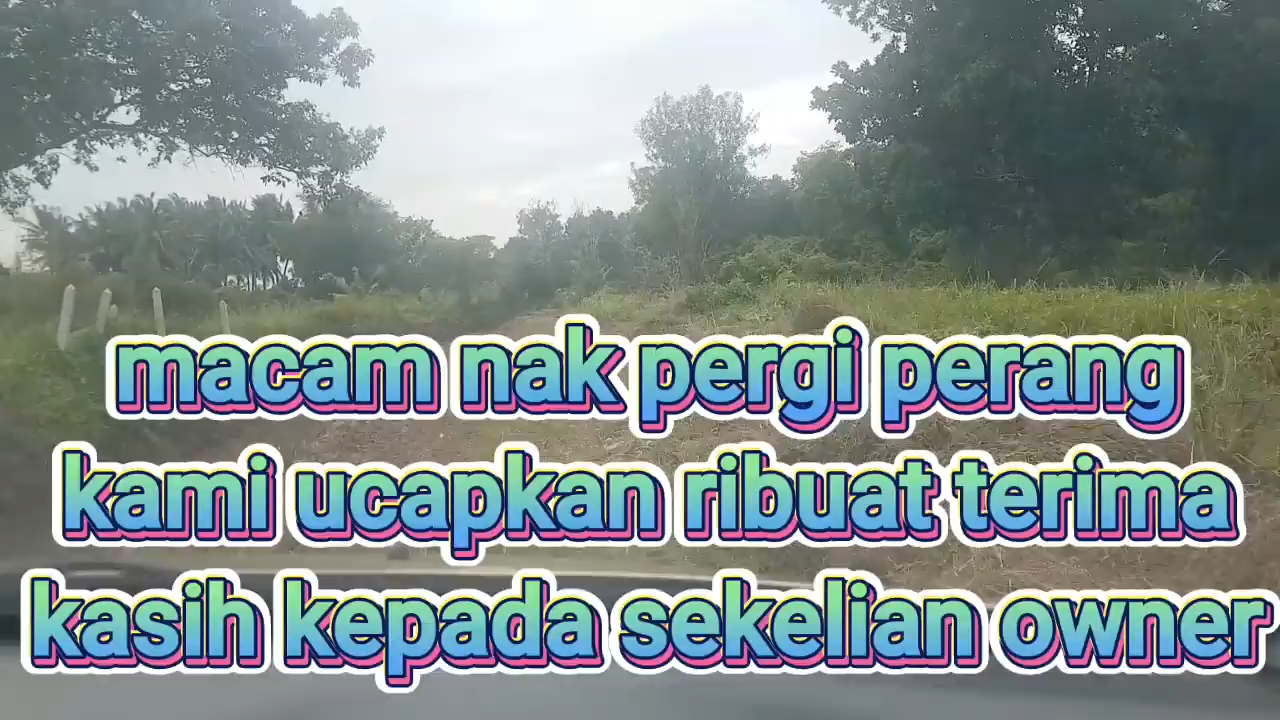 macam nak pergi perang
kami ucapkan ribuat terima
kasih kepada sekelian owner